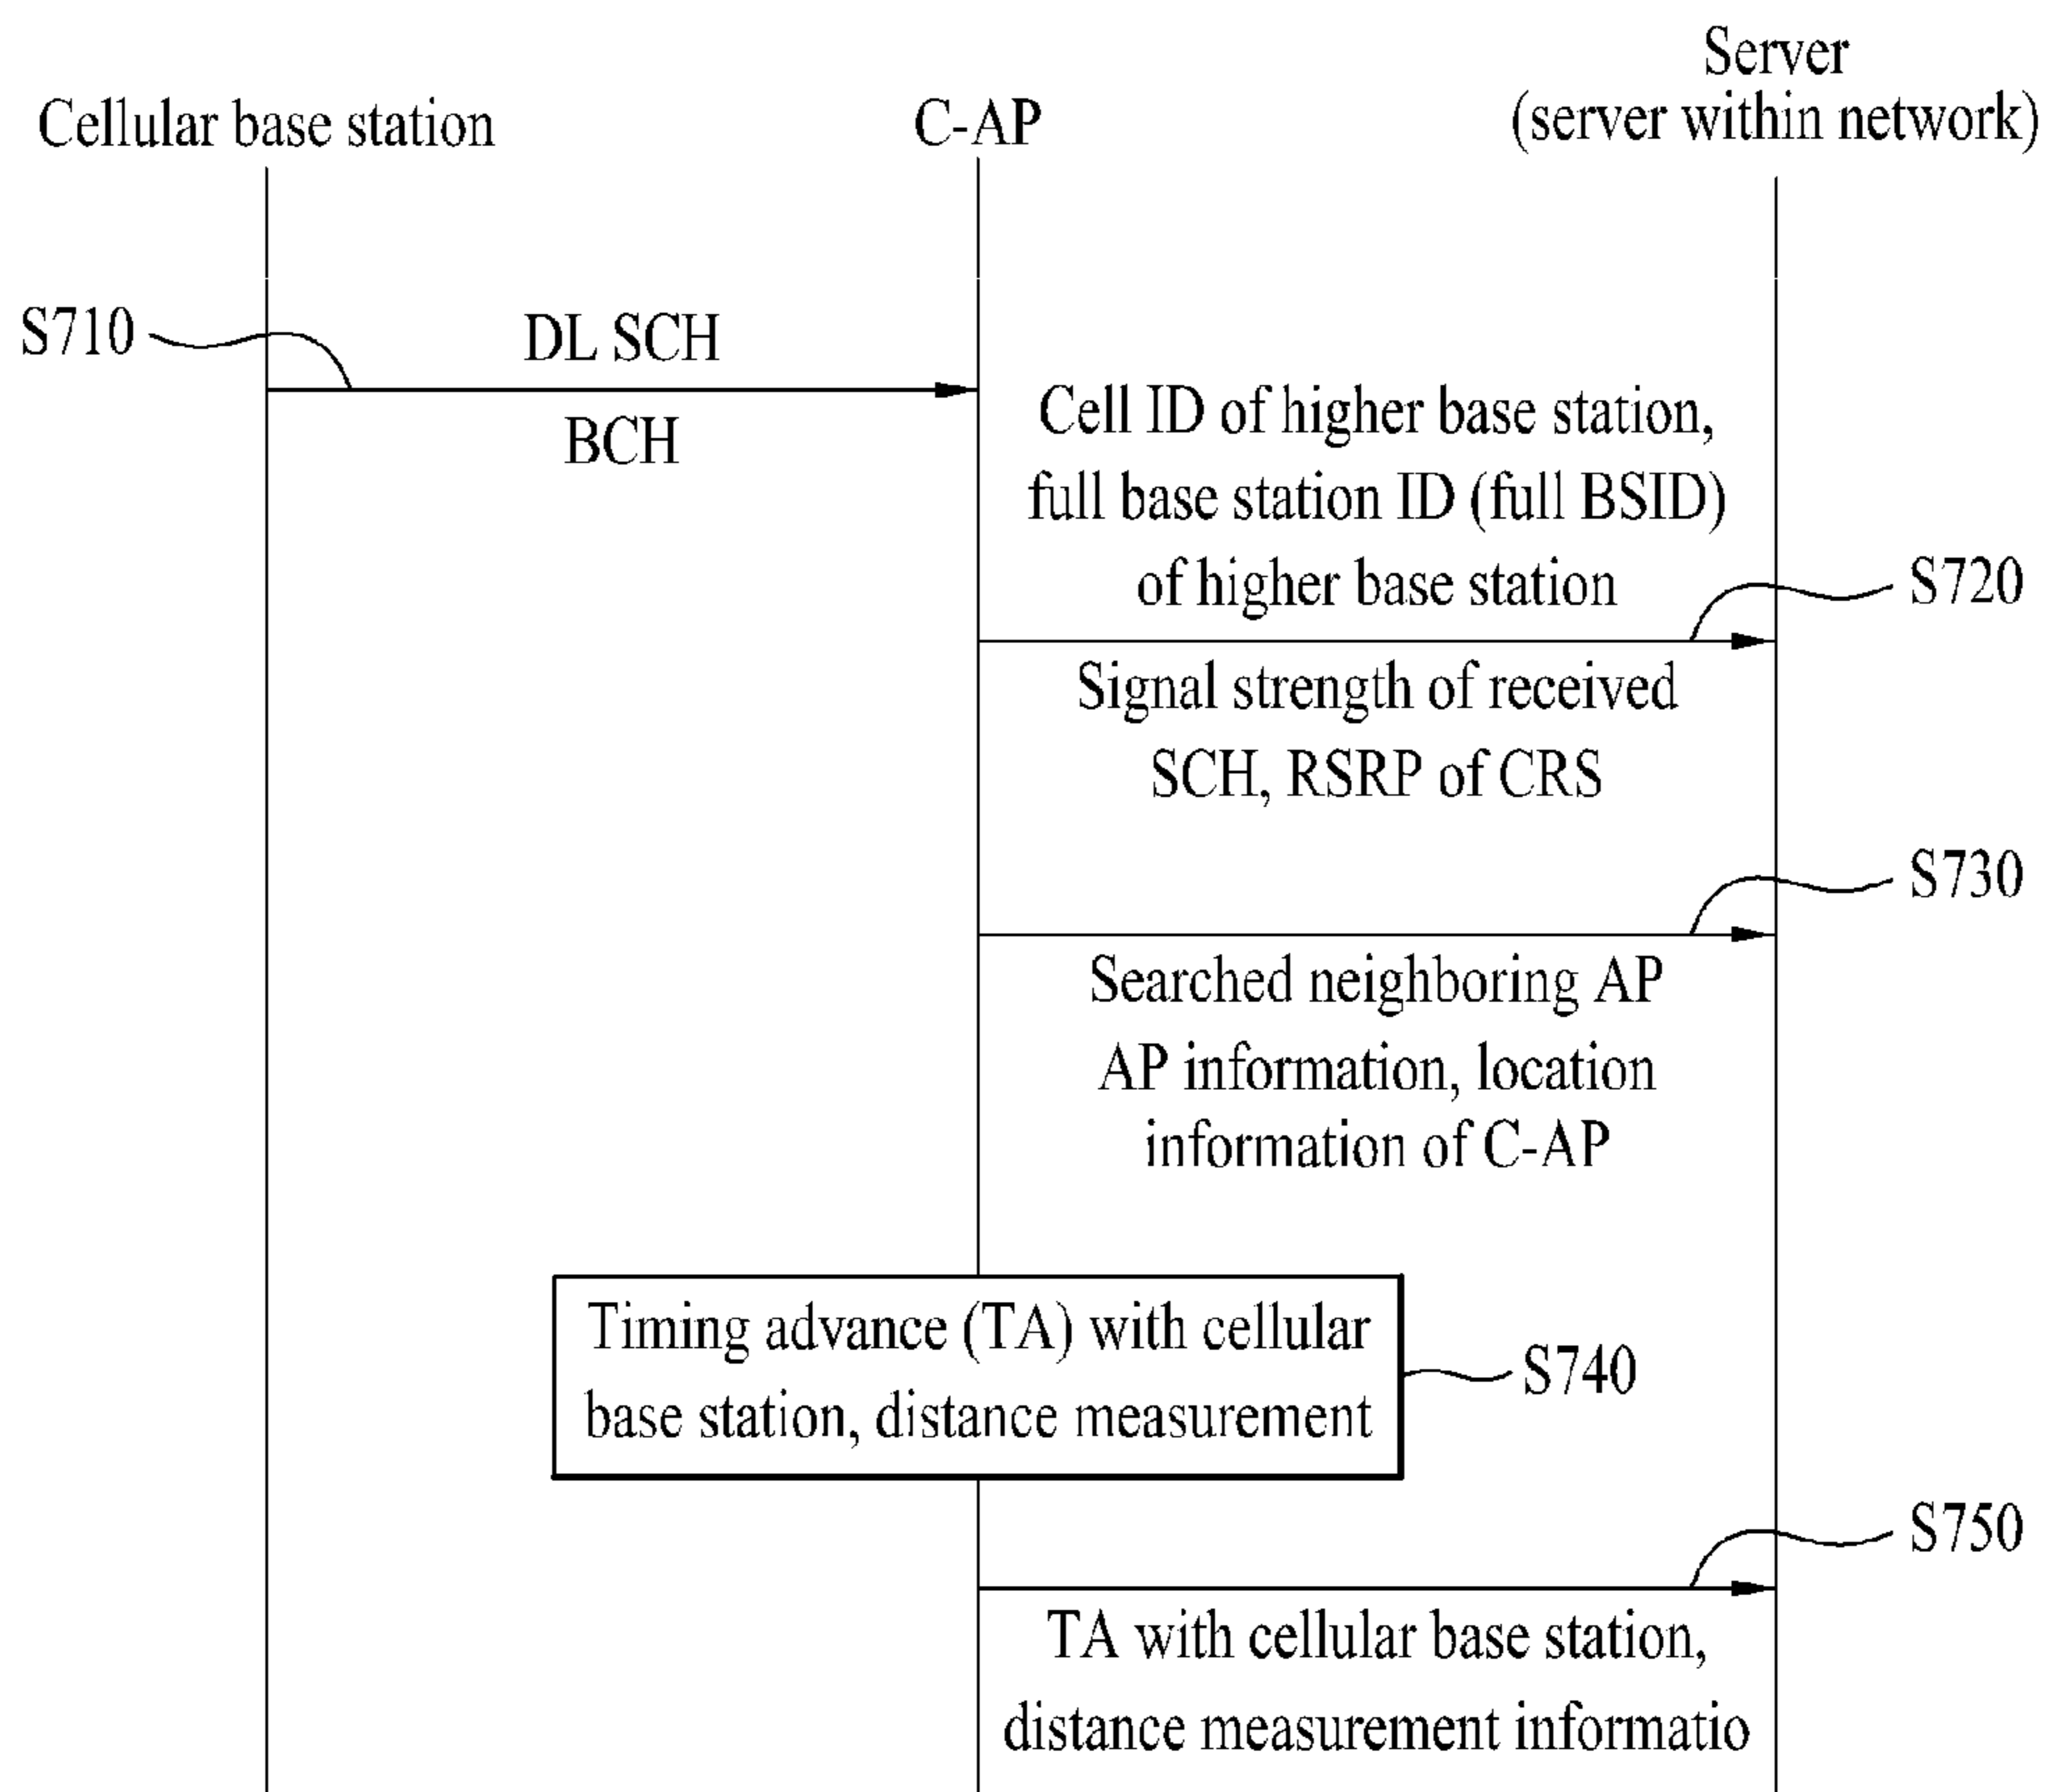 Server
Cellular base station
C-AP
(server within network)
S710
DL SCH
BCH
Cell ID of higher base station,
full base station ID (full BSID)
of higher base station
S720
Signal strength of received
SCH, RSRP of CRS
S730
Searched neighboring AP
AP information, location
information of C-AP
Timing advance (TA) with cellular
base station, distance measurement
S740
S750
TA with cellular base station,
distance measurement informatio